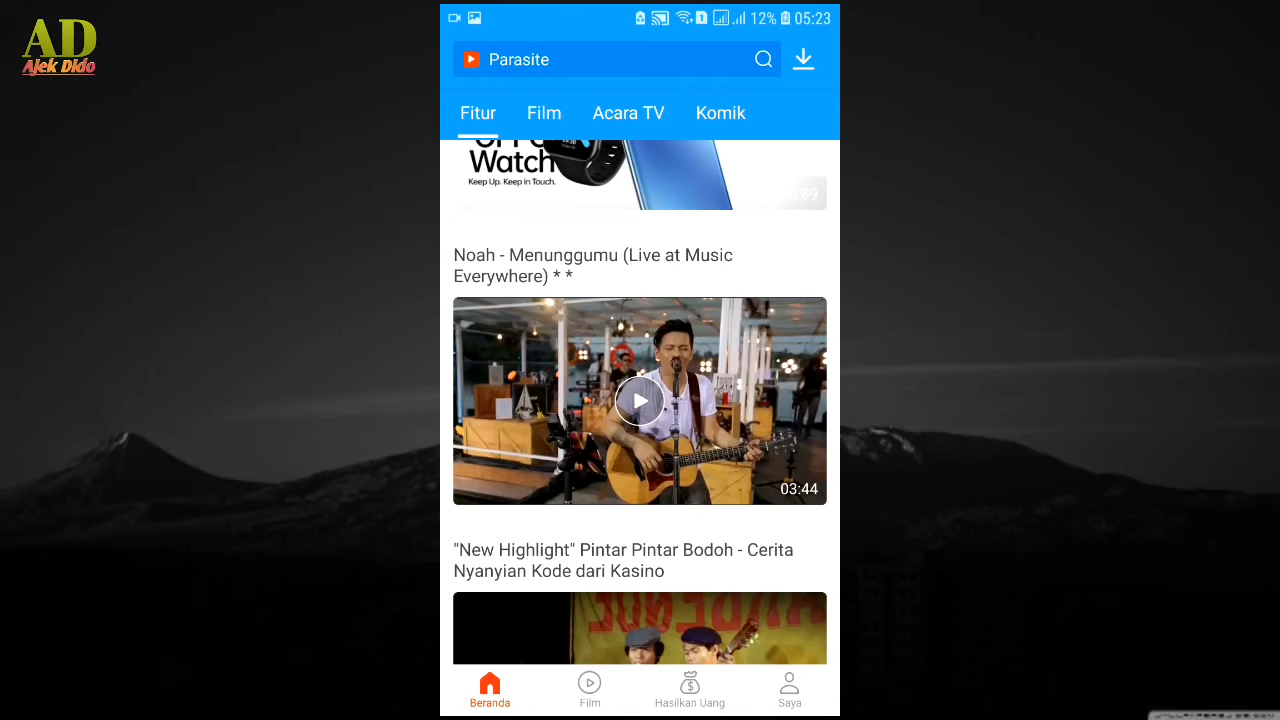 AD
Ajek Dido
1
12%
05:23
Parasite
Fitur
Film
Acara TV
Komik
Watch
Keep Up. Keep in Touch.
:59
Noah - Menunggumu (Live at Music
Everywhere) * *
03:44
"New Highlight" Pintar Pintar Bodoh - Cerita
Nyanyian Kode dari Kasino
Beranda
Film
Hasilkan Uang
Saya